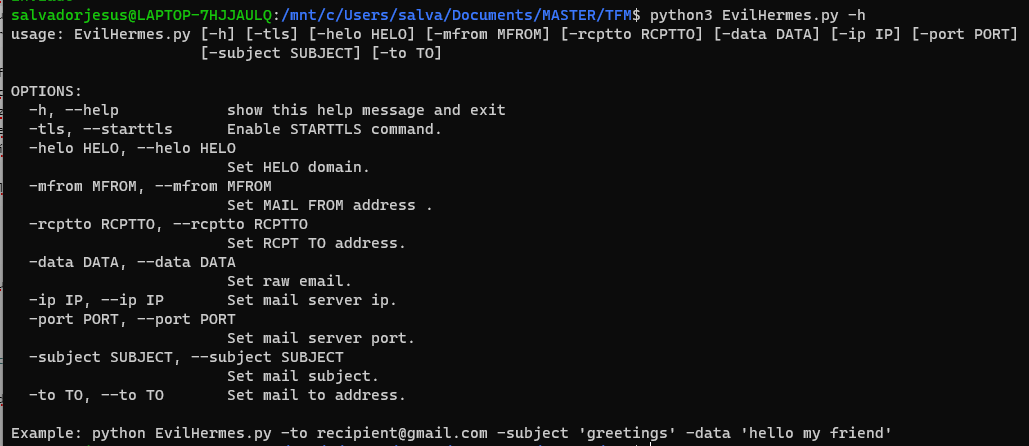 salvadorjesus@LAPTOP-7HJJAULQ:/mnt/c/Users/salva/Documents/MASTER/TFM$ python3 EvilHermes.py -h
usage: EvilHermes.py [-h] [-tls] [-helo HELO] [-mfrom MFROM] [-rcptto RCPTTO] [-data DATA] [-ip IP] [-port PORT]
[-subject SUBJECT] [-to TO]
OPTIONS:
-h, --help show this help message and exit
-tls, --starttls Enable STARTTLS command.
-helo HELO, --helo HELO
Set HELO domain.
-mfrom MFROM, --mfrom MFROM
Set MAIL FROM address .
-rcptto RCPTTO, --rcptto RCPTTO
Set RCPT TO address.
-data DATA, --data DATA
Set raw email.
-ip IP, --ip IP Set mail server ip.
-port PORT, --port PORT
Set mail server port.
-subject SUBJECT, --subject SUBJECT
Set mail subject.
-to TO, --to TO Set mail to address.
Example: python EvilHermes.py -to recipient@gmail.com -subject 'greetings' -data 'hello my friend'